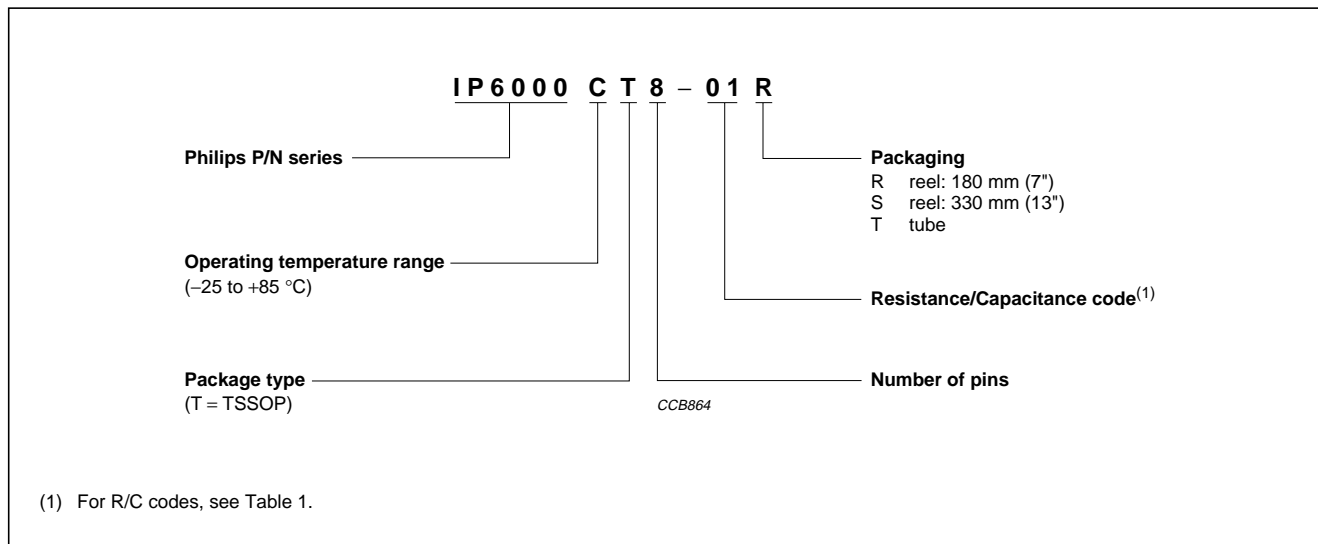 IP6000 CT8 – 01 R
Philips P/N series
Operating temperature range
(−25 to +85 °C)
Package type
(T = TSSOP)
Packaging
R reel: 180 mm (7")
S reel: 330 mm (13")
T tube
Resistance/Capacitance code(1)
Number of pins
CCB864
(1) For R/C codes, see Table 1.